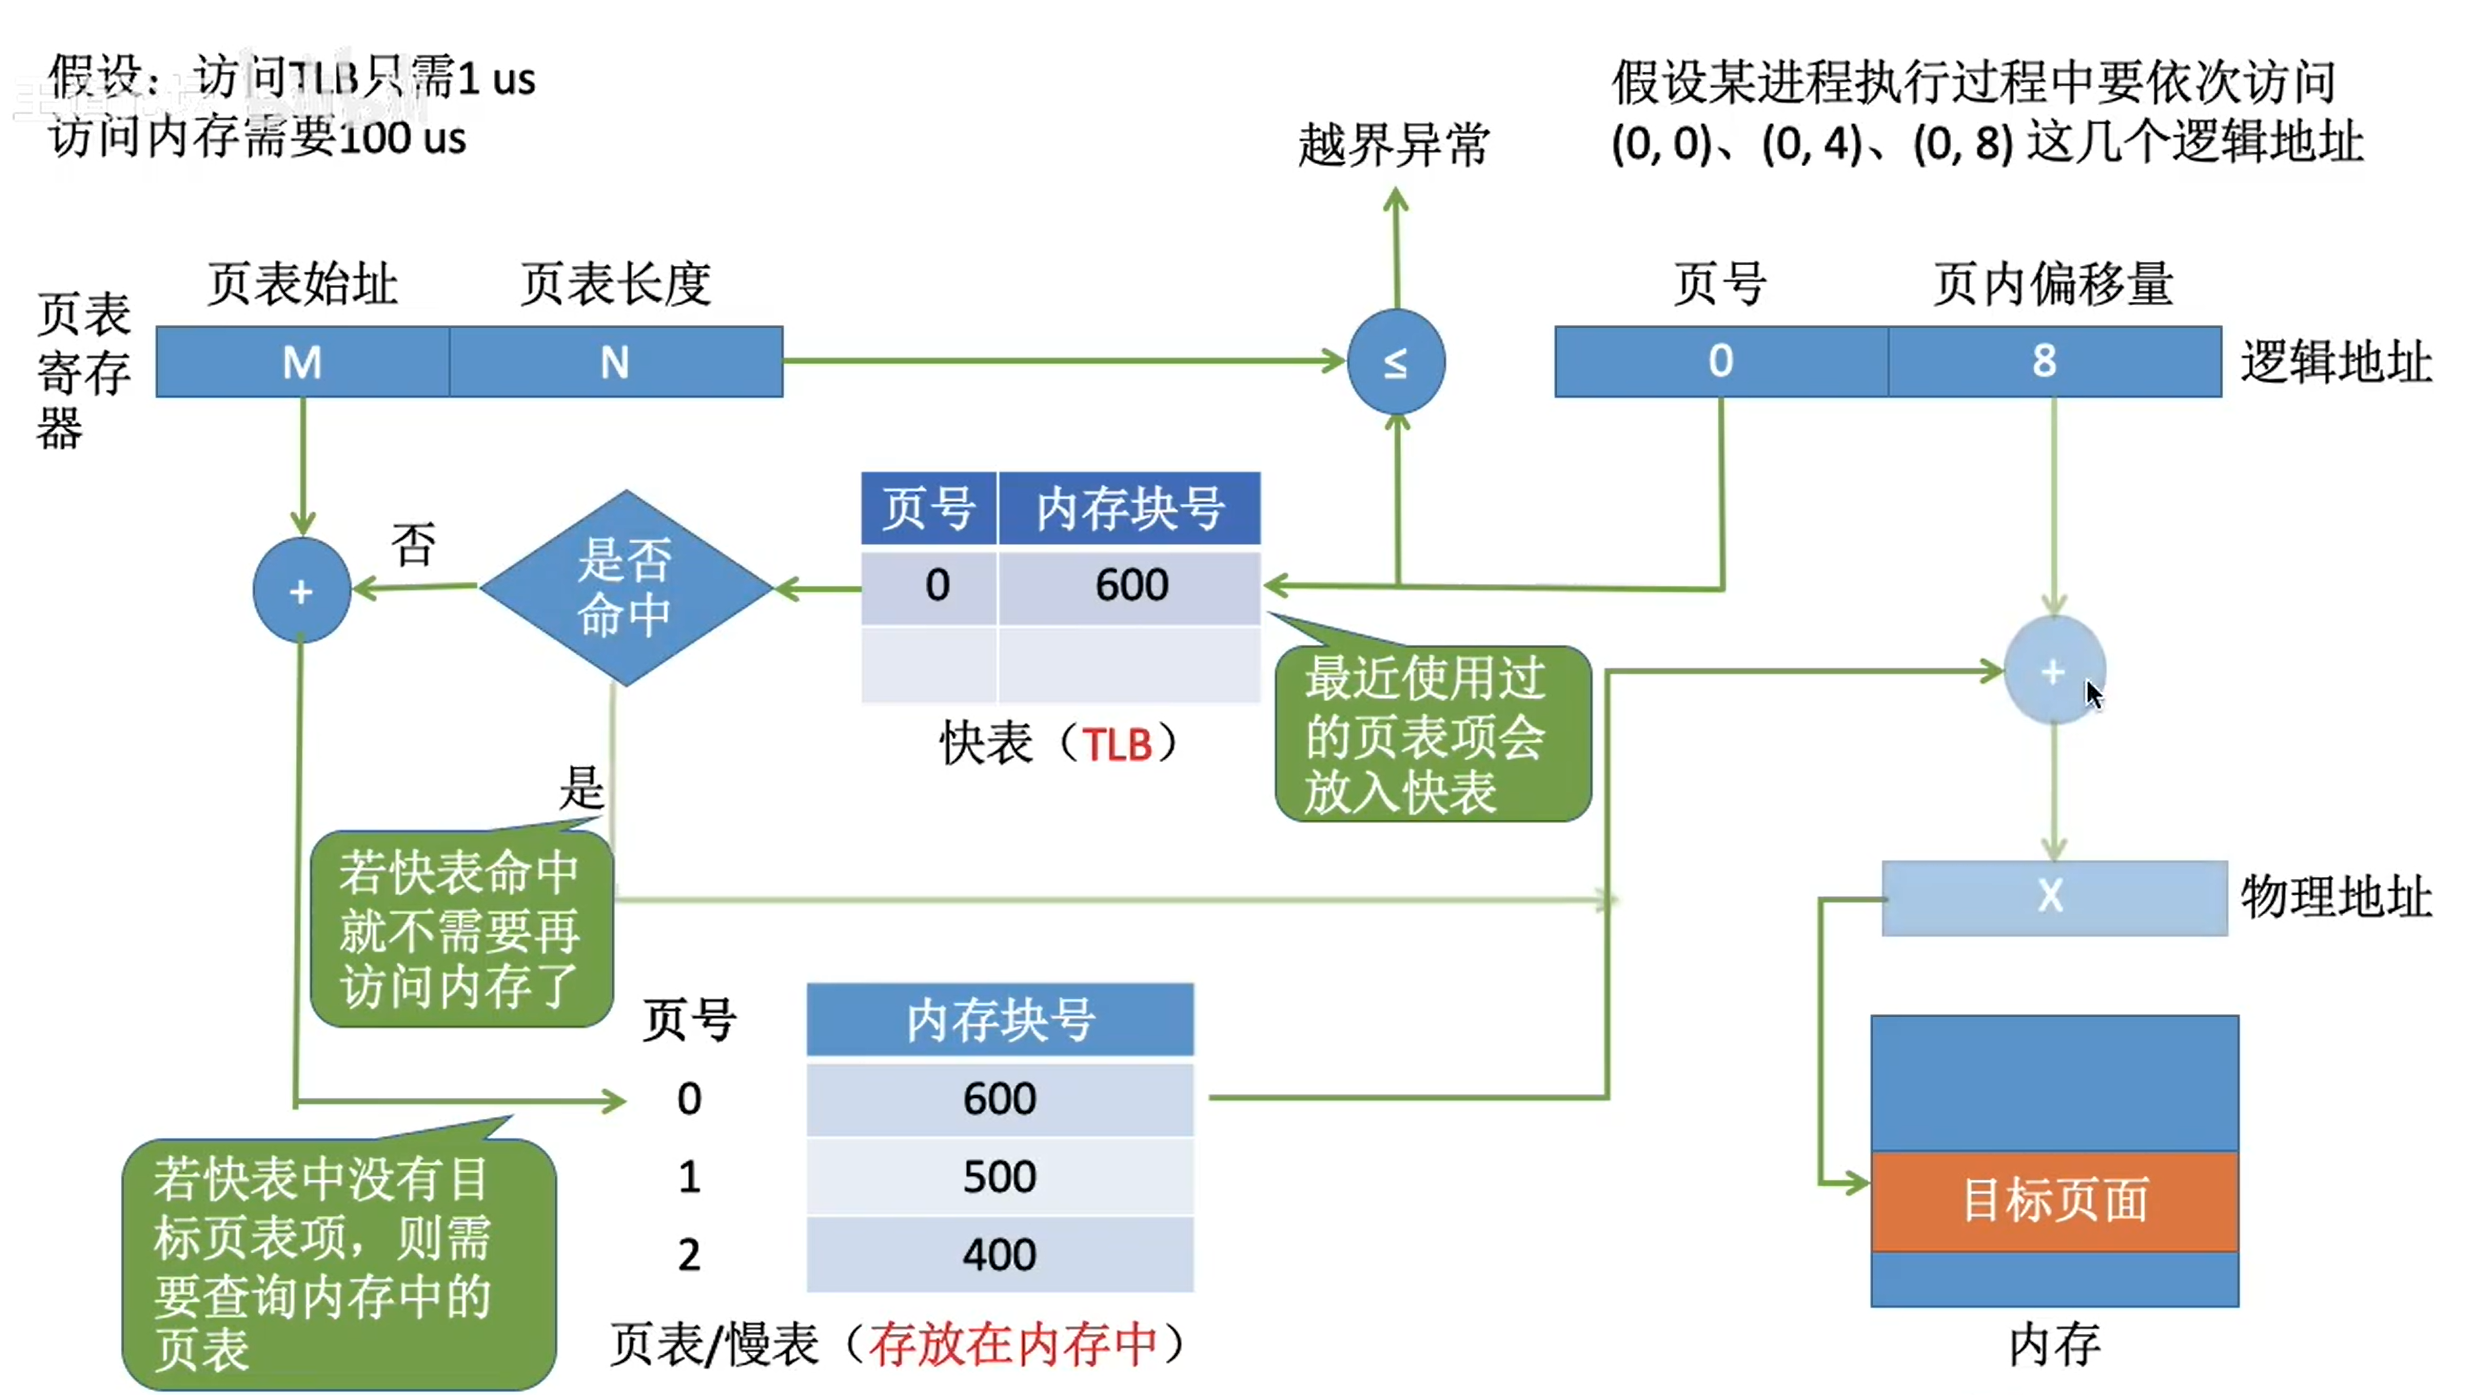 假设：访问TLB只需1 us
访问内存需要100 us
假设某进程执行过程中要依次访问
(0, 0)、(0, 4)、(0, 8) 这几个逻辑地址
越界异常
页表始址
页表长度
页号
页内偏移量
页表
寄存
器
M
N
≤
0
8
逻辑地址
页号
内存块号
0
600
快表（TLB）
是否
命中
否
+
是
最近使用过
的页表项会
放入快表
+
若快表命中
就不需要再
访问内存了
X
物理地址
页号
内存块号
0
600
1
500
2
400
页表/慢表（存放在内存中）
若快表中没有目
标页表项，则需
要查询内存中的
页表
目标页面
内存